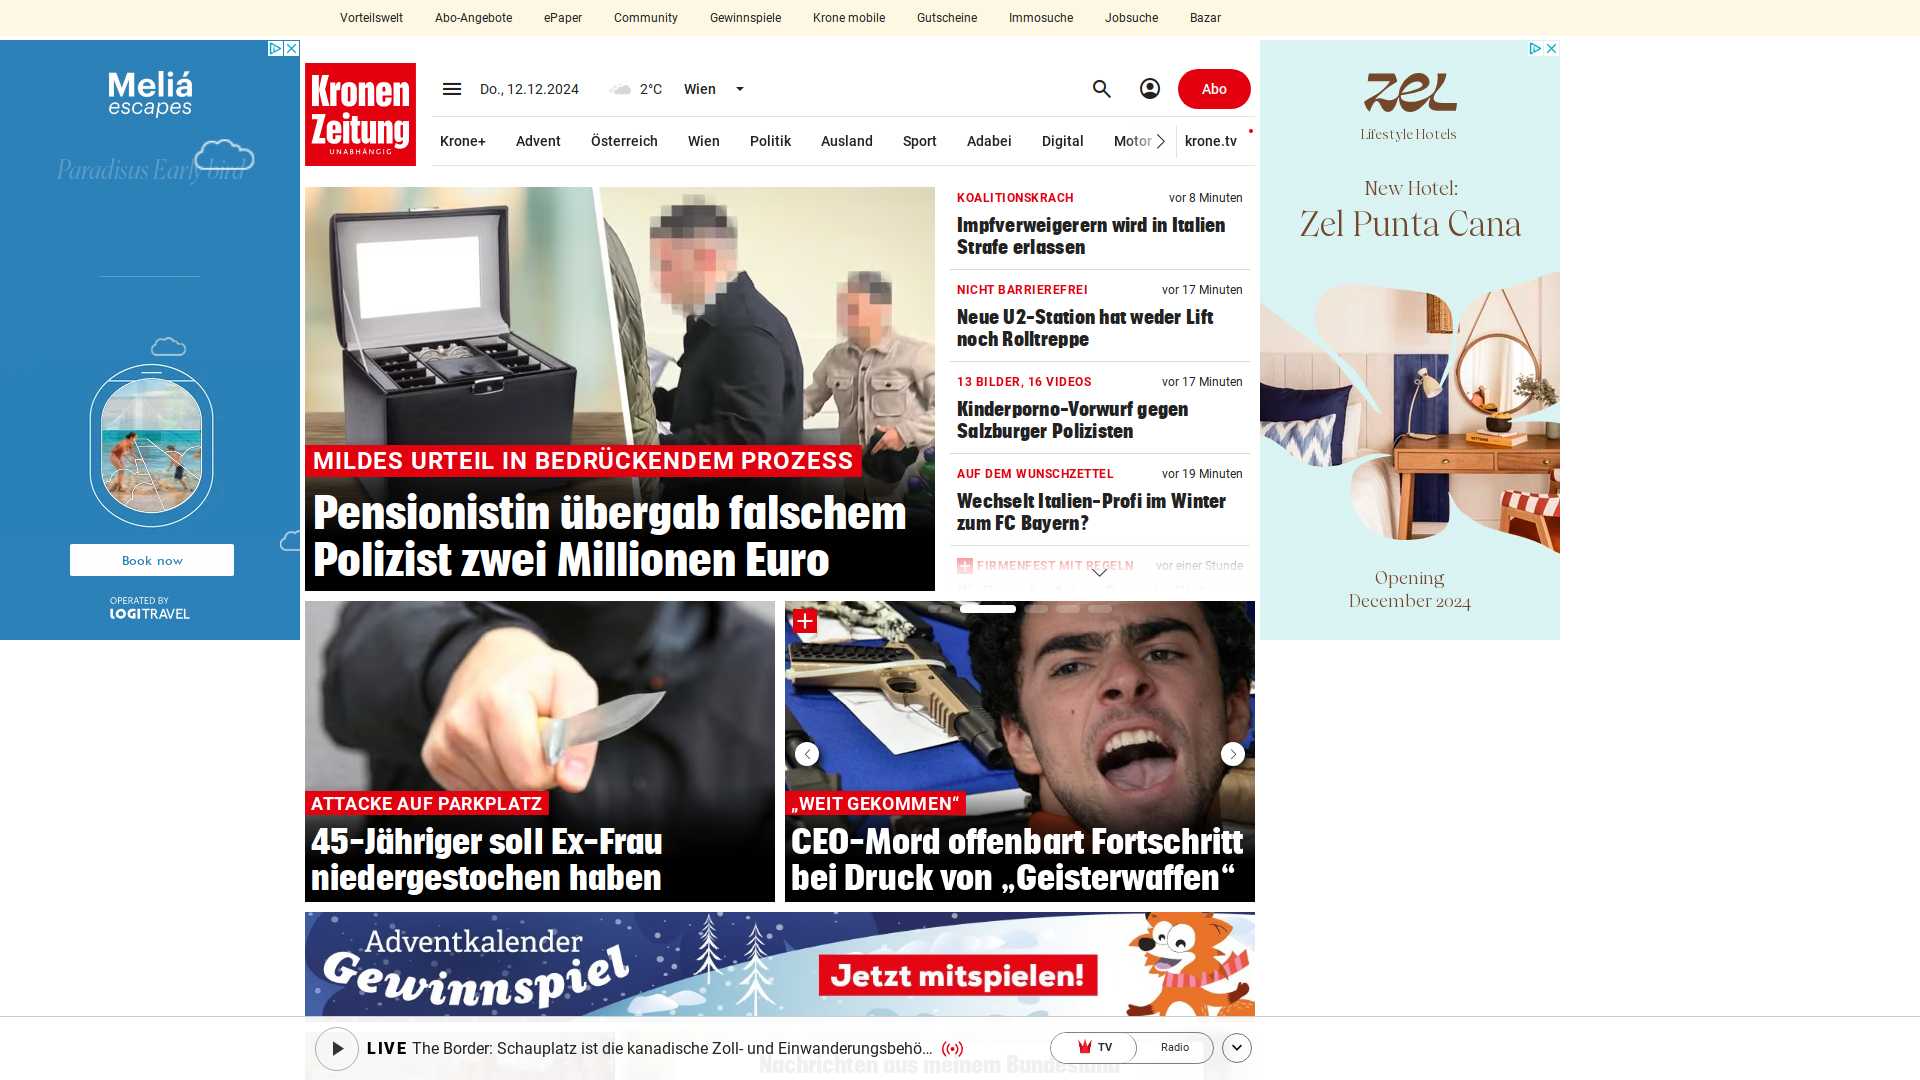 Vorteilswelt Abo-Angebote ePaper Community Gewinnspiele Krone mobile Gutscheine Immosuche Jobsuche Bazar
Meliá
escapes
Paradisus Early bird
Book now
OPERATED BY
LOGITRAVEL
Kronen
Zeitung
UNABHÄNGIG
Do., 12.12.2024 2°C Wien
Abo
Krone+ Advent Österreich Wien Politik Ausland Sport Adabei Digital Motor krone.tv
MILDES URTEIL IN BEDRÜCKENDEM PROZESS
Pensionistin übergab falschem
Polizist zwei Millionen Euro
KOALITIONSKRACH vor 8 Minuten
Impfverweigerern wird in Italien
Strafe erlassen
NICHT BARRIEREFREI vor 17 Minuten
Neue U2-Station hat weder Lift
noch Rolltreppe
13 BILDER, 16 VIDEOS vor 17 Minuten
Kinderporno-Vorwurf gegen
Salzburger Polizisten
AUF DEM WUNSCHZETTEL vor 19 Minuten
Wechselt Italien-Profi im Winter
zum FC Bayern?
FIRMENFEST MIT REGELN vor einer Stunde
ATTACKE AUF PARKPLATZ
45-Jähriger soll Ex-Frau
niedergestochen haben
„WEIT GEKOMMEN“
CEO-Mord offenbart Fortschritt
bei Druck von „Geisterwaffen“
Adventkalender
Gewinnspiel
Jetzt mitspielen!
LIVE The Border: Schauplatz ist die kanadische Zoll- und Einwanderungsbehö...
TV Radio
Nachrichten aus meinem Bundesland
zel
Lifestyle Hotels
New Hotel:
Zel Punta Cana
Opening
December 2024